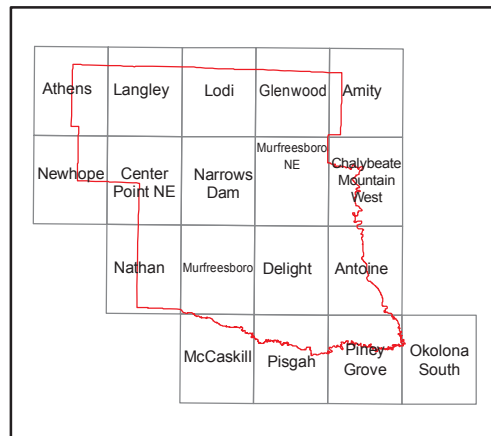 Athens
Langley
Lodi
Glenwood
Amity
Newhope
Center
Point NE
Narrows
Dam
Murfreesboro
NE
Chalybeate
Mountain
West
Nathan
Murfreesboro
Delight
Antoine
McCaskill
Pisgah
Piney
Grove
Okolona
South